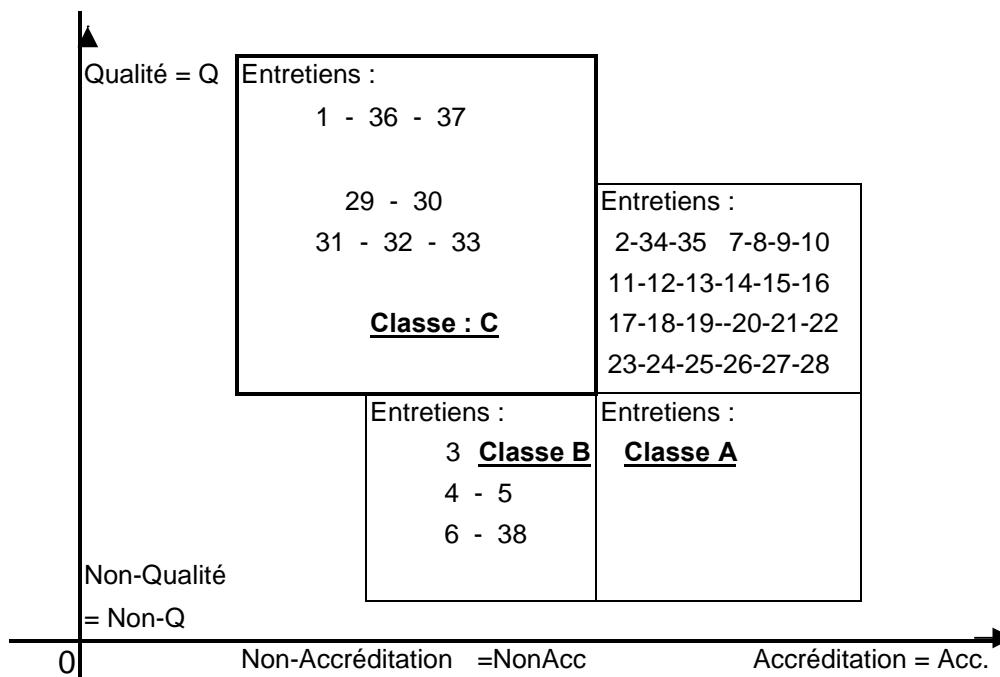 Qualité = Q
Entretiens :
1 - 36 - 37
29 - 30
31 - 32 - 33
Classe : C
Entretiens :
2-34-35 7-8-9-10
11-12-13-14-15-16
17-18-19--20-21-22
23-24-25-26-27-28
Entretiens :
3 Classe B
4 - 5
6 - 38
Entretiens :
Classe A
Non-Qualité
= Non-Q
0
Non-Accréditation =NonAcc
Accréditation = Acc.